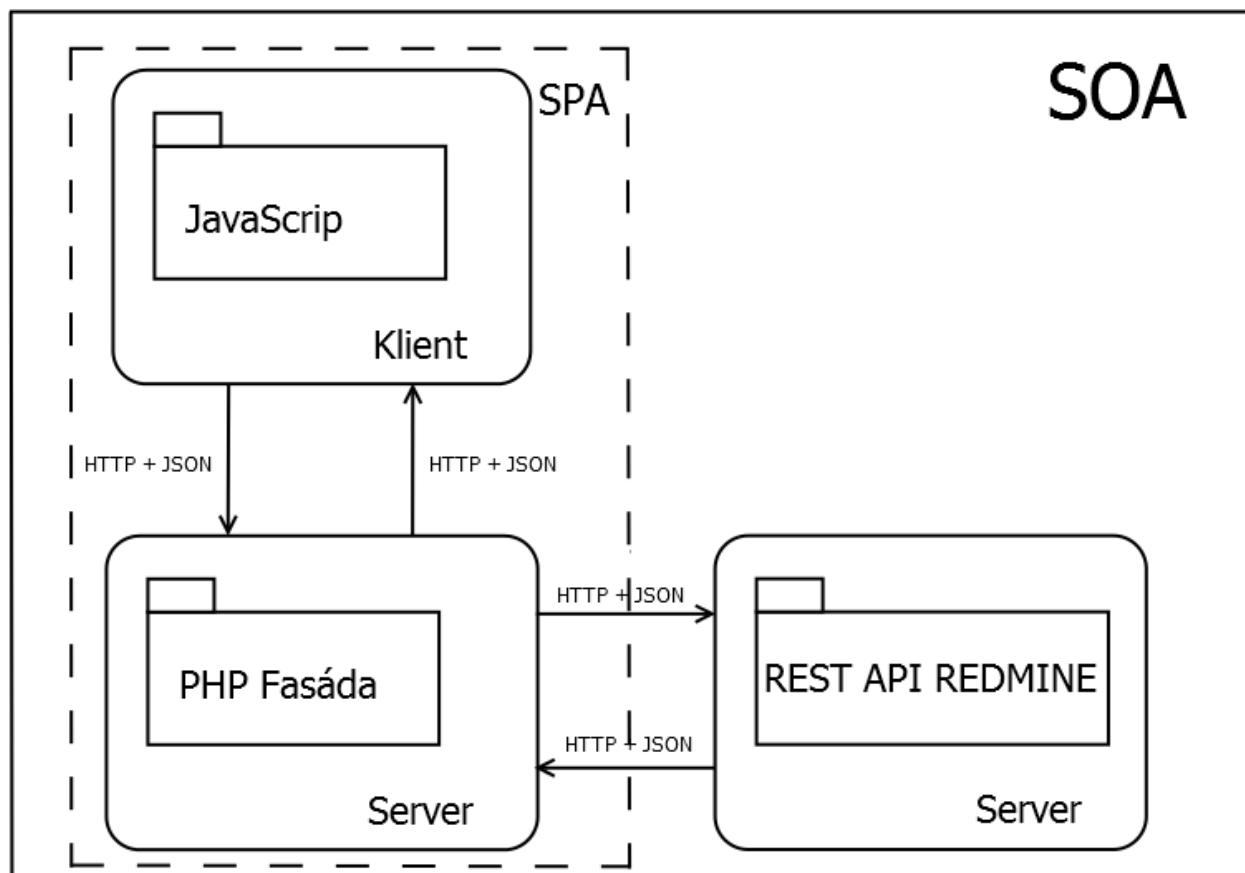 SOA
SPA
JavaScrip
Klient
HTTP + JSON
HTTP + JSON
PHP Fasáda
Server
HTTP + JSON
HTTP + JSON
REST API REDMINE
Server